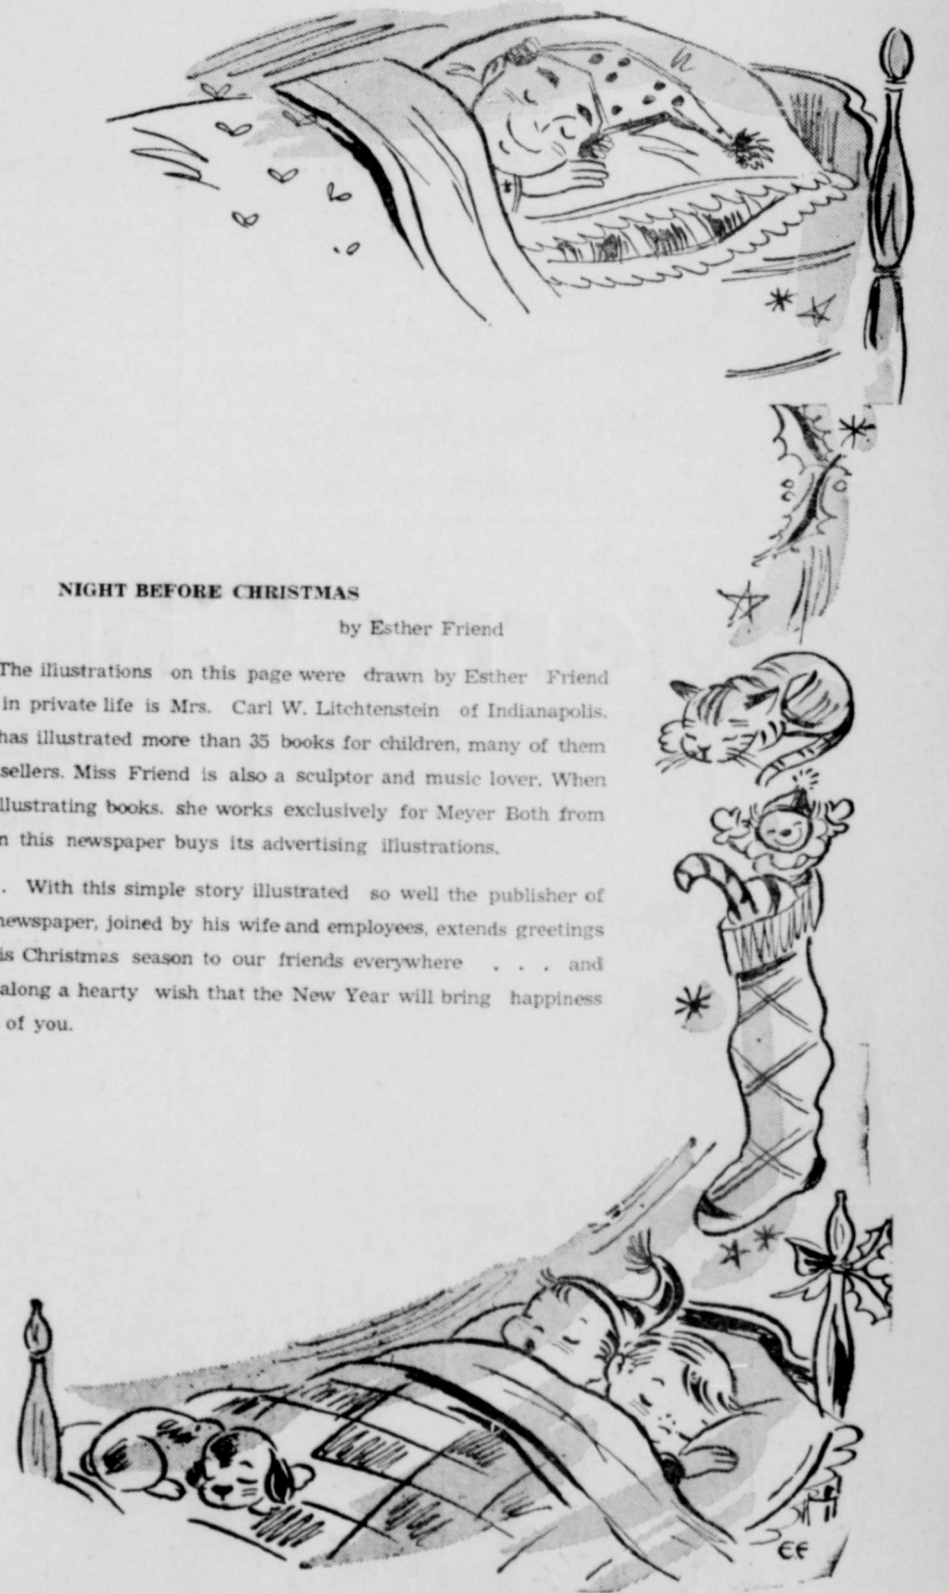 NIGHT BEFORE CHRISTMAS
by Esther Friend
The illustrations on this page were drawn by Esther Friend
in private life is Mrs. Carl W. Litchtenstein of Indianapolis.
has illustrated more than 35 books for children, many of them
sellers. Miss Friend is also a sculptor and music lover. When
llustrating books. she works exclusively for Meyer Both from
n this newspaper buys its advertising illustrations.
. With this simple story illustrated so well the publisher of
newspaper, joined by his wife and employees, extends greetings
is Christmas season to our friends everywhere . . . and
along a hearty wish that the New Year will bring happiness
of you.
EF